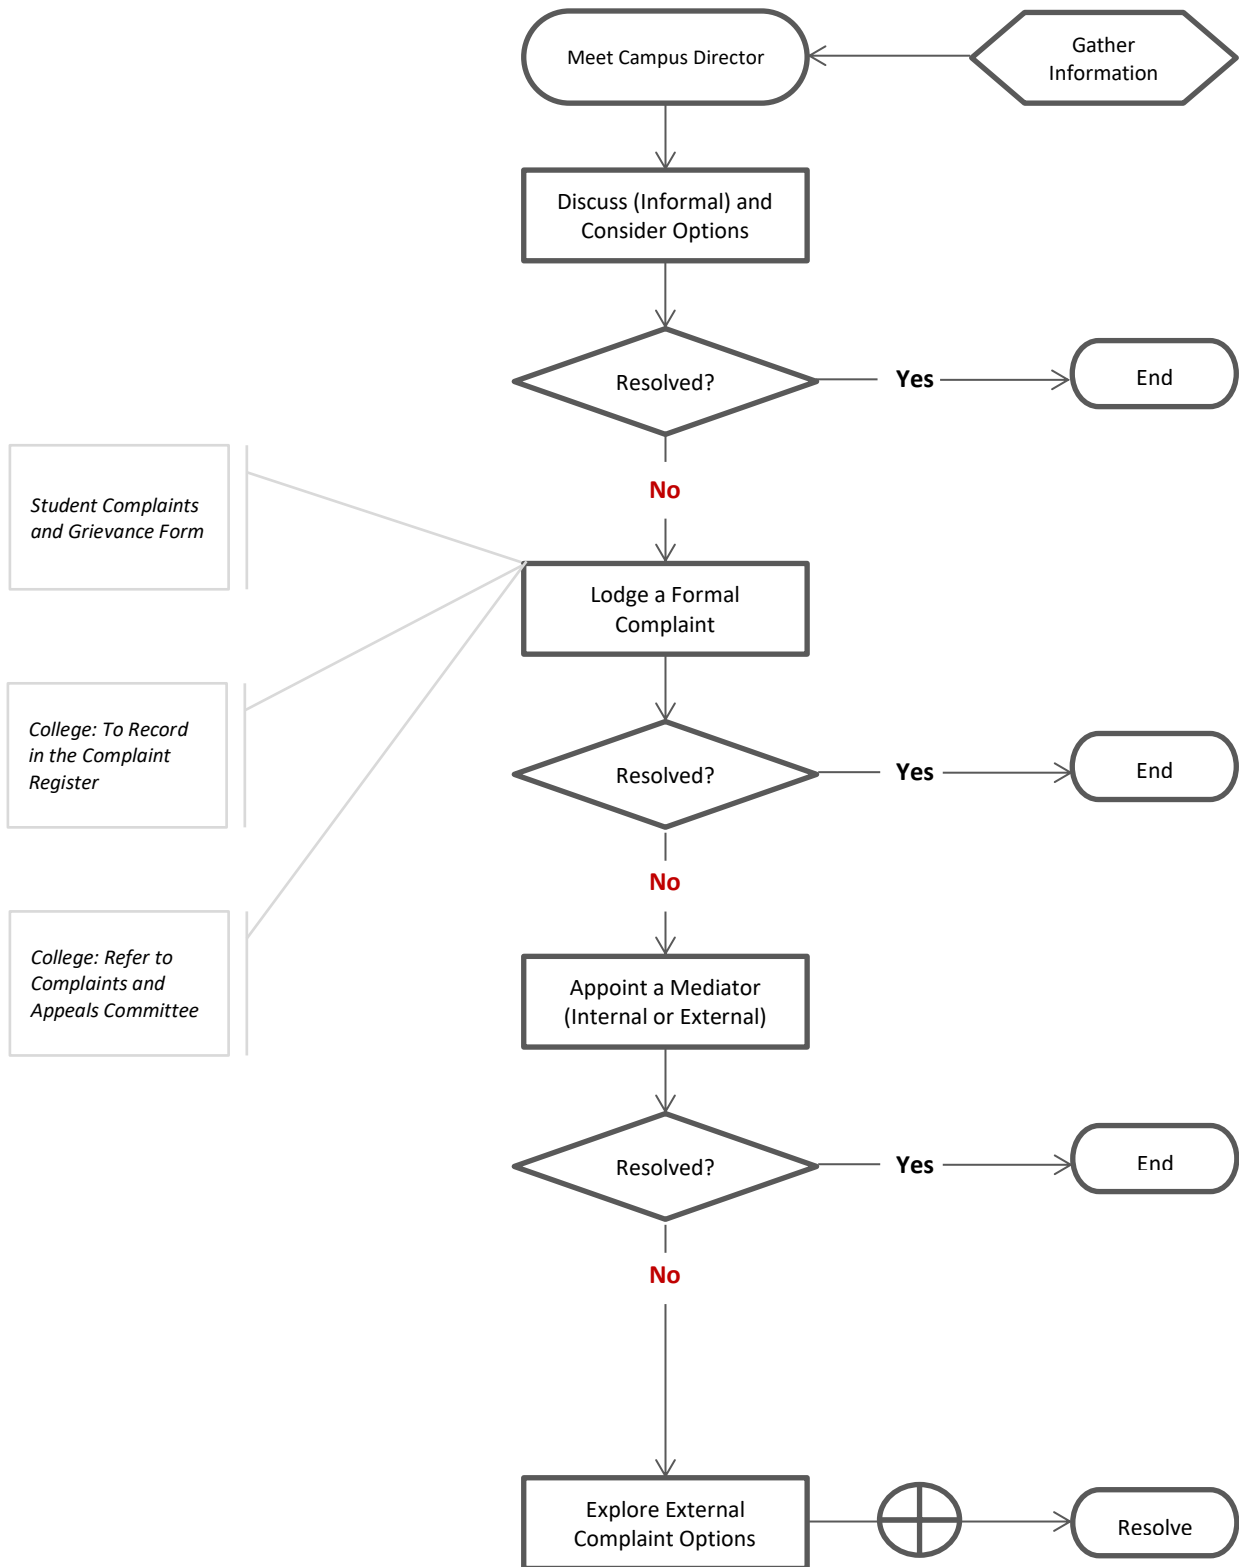 Meet Campus Director
Gather
Information
Discuss (Informal) and
Consider Options
Resolved?
Yes
End
No
Student Complaints
and Grievance Form
Lodge a Formal
Complaint
College: To Record
in the Complaint
Register
Resolved?
Yes
End
No
College: Refer to
Complaints and
Appeals Committee
Appoint a Mediator
(Internal or External)
Resolved?
Yes
End
No
Explore External
Complaint Options
Resolve